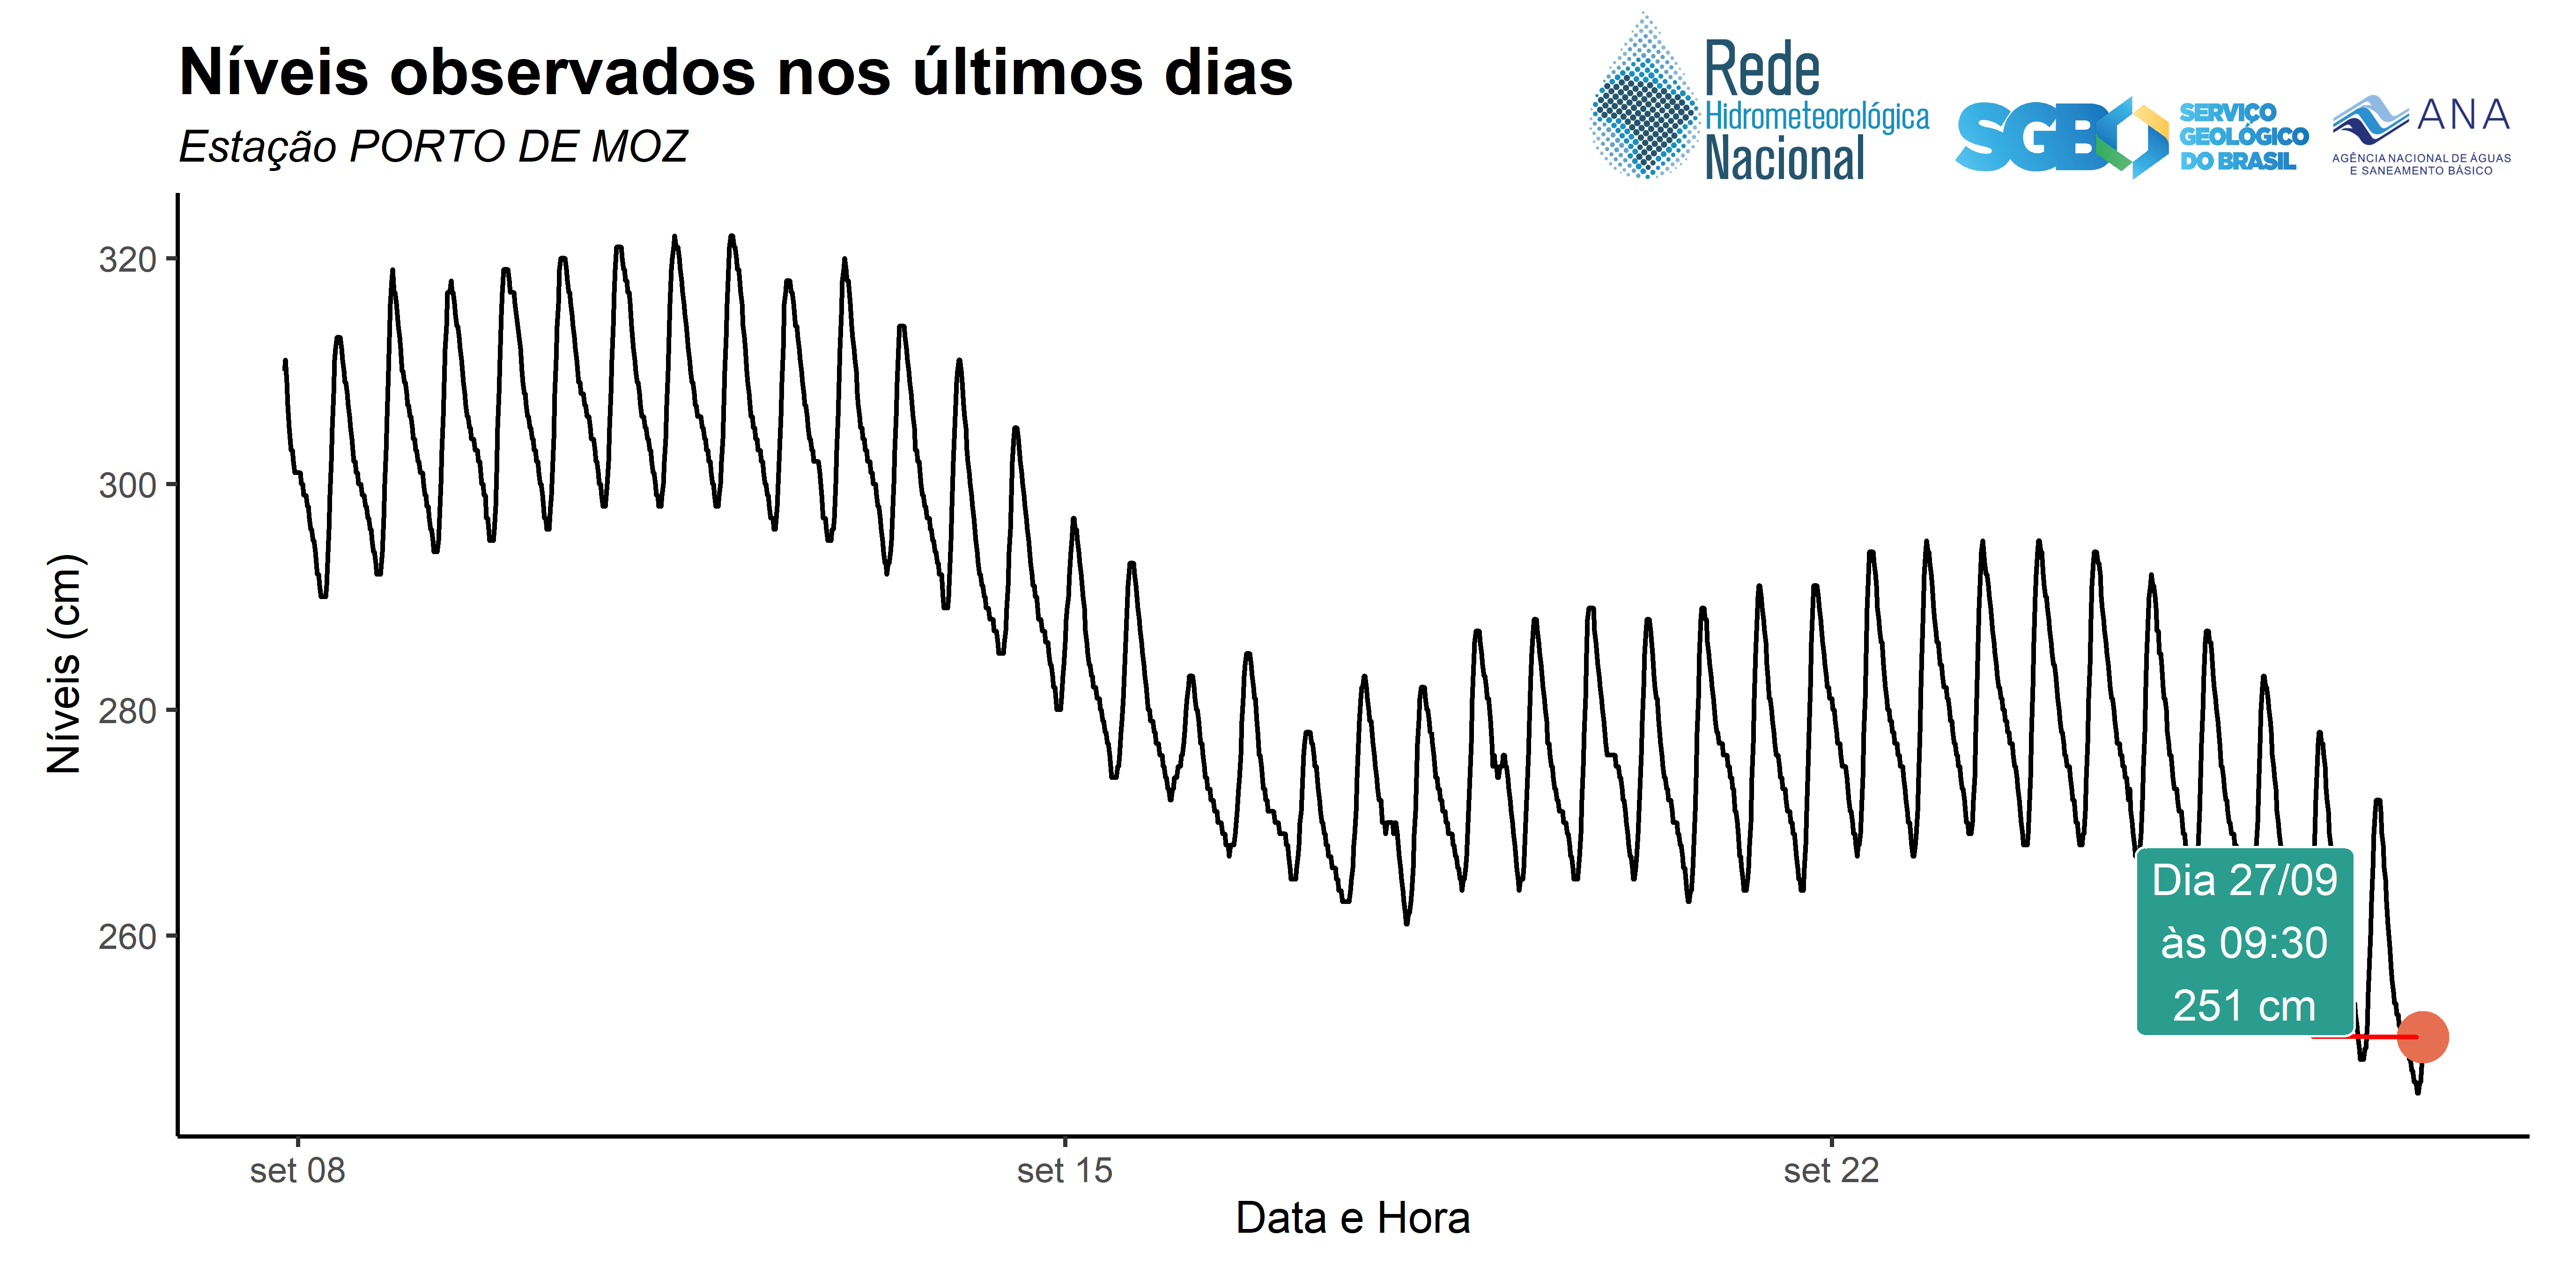 Níveis observados nos últimos dias
Estação PORTO DE MOZ
Rede
Hidrometeorológica
Nacional
SGB
SERVIÇO
GEOLÓGICO
DO BRASIL
ANA
AGÊNCIA NACIONAL DE ÁGUAS
E SANEAMENTO BÁSICO
Níveis (cm)
320
300
280
260
Dia 27/09
às 09:30
251 cm
set 08
set 15
set 22
Data e Hora